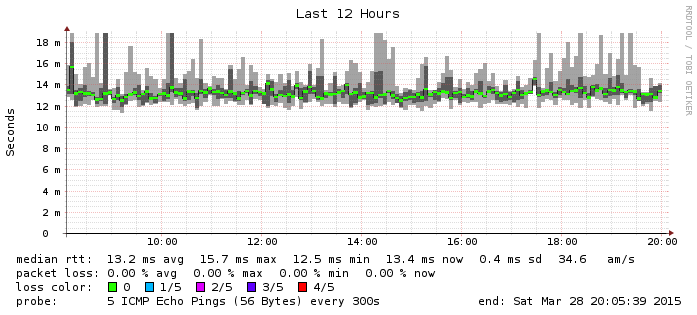 Last 12 Hours
RRDTOOL / TOBI OETIKER
Seconds
18 m
16 m
14 m
12 m
10 m
8 m
6 m
4 m
2 m
0
10:00 12:00 14:00 16:00 18:00 20:00
median rtt: 13.2 ms avg 15.7 ms max 12.5 ms min 13.4 ms now 0.4 ms sd 34.6 am/s
packet loss: 0.00 % avg 0.00 % max 0.00 % min 0.00 % now
loss color: 0 1/5 2/5 3/5 4/5
probe: 5 ICMP Echo Pings (56 Bytes) every 300s end: Sat Mar 28 20:05:39 2015